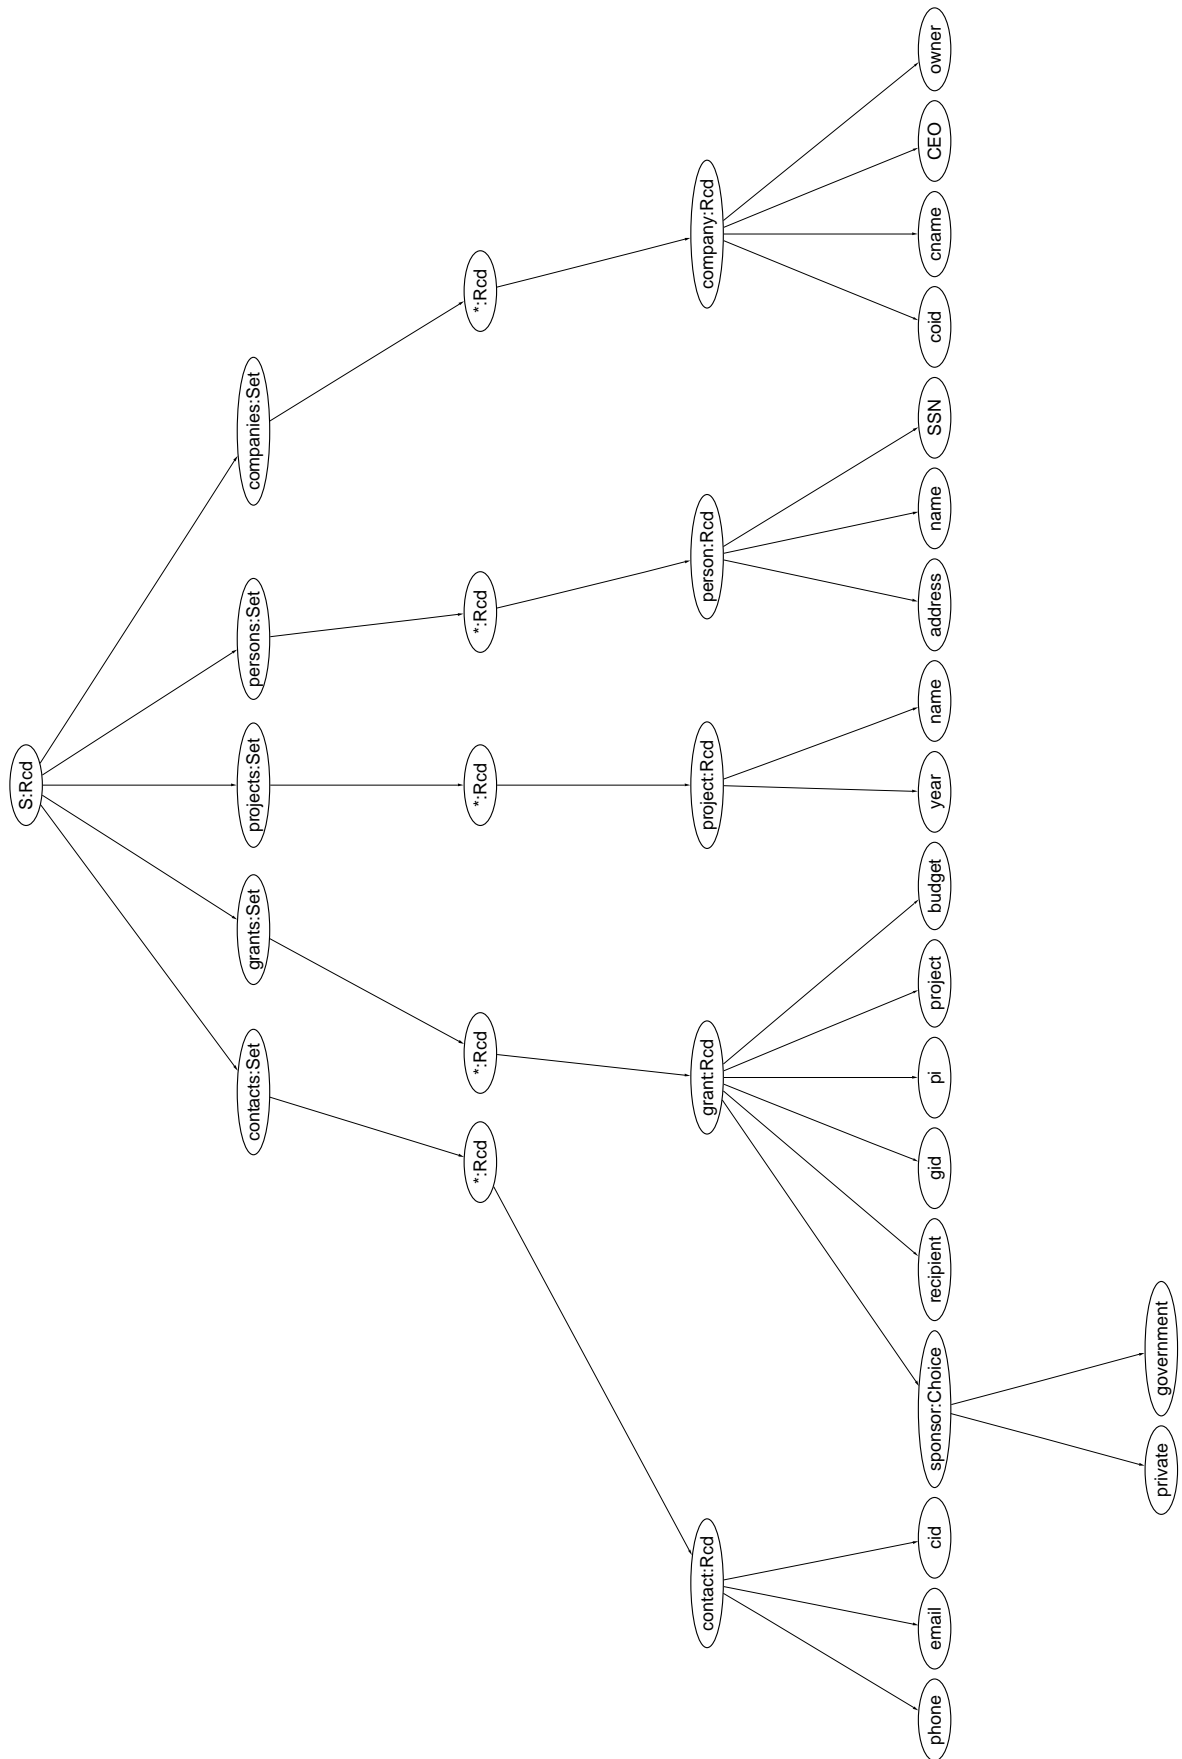 S:Rcd
contacts:Set
grants:Set
projects:Set
persons:Set
companies:Set
*:Rcd
*:Rcd
*:Rcd
*:Rcd
*:Rcd
contact:Rcd
grant:Rcd
project:Rcd
person:Rcd
company:Rcd
phone
email
cid
sponsor:Choice
recipient
gid
pi
project
budget
year
name
address
name
SSN
coid
cname
CEO
owner
private
government